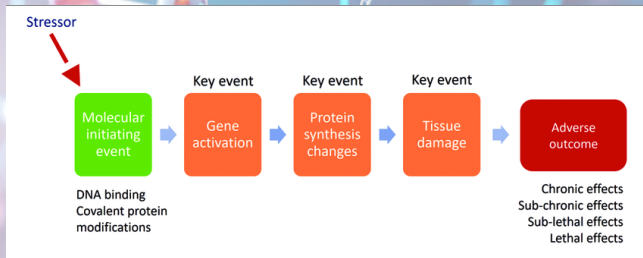 Stressor
Key event
Key event
Key event
Molecular
initiating
event
Gene
activation
Protein
synthesis
changes
Tissue
damage
Adverse
outcome
DNA binding
Covalent protein
modifications
Chronic effects
Sub-chronic effects
Sub-lethal effects
Lethal effects